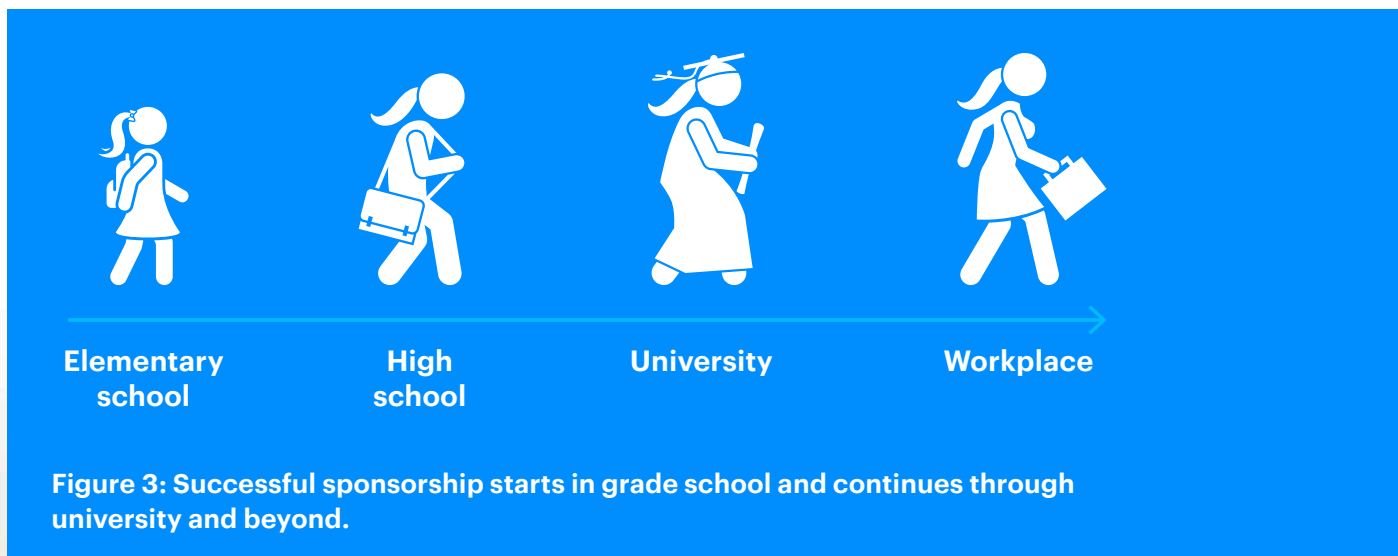 Elementary
school
High
school
University
Workplace
Figure 3: Successful sponsorship starts in grade school and continues through
university and beyond.